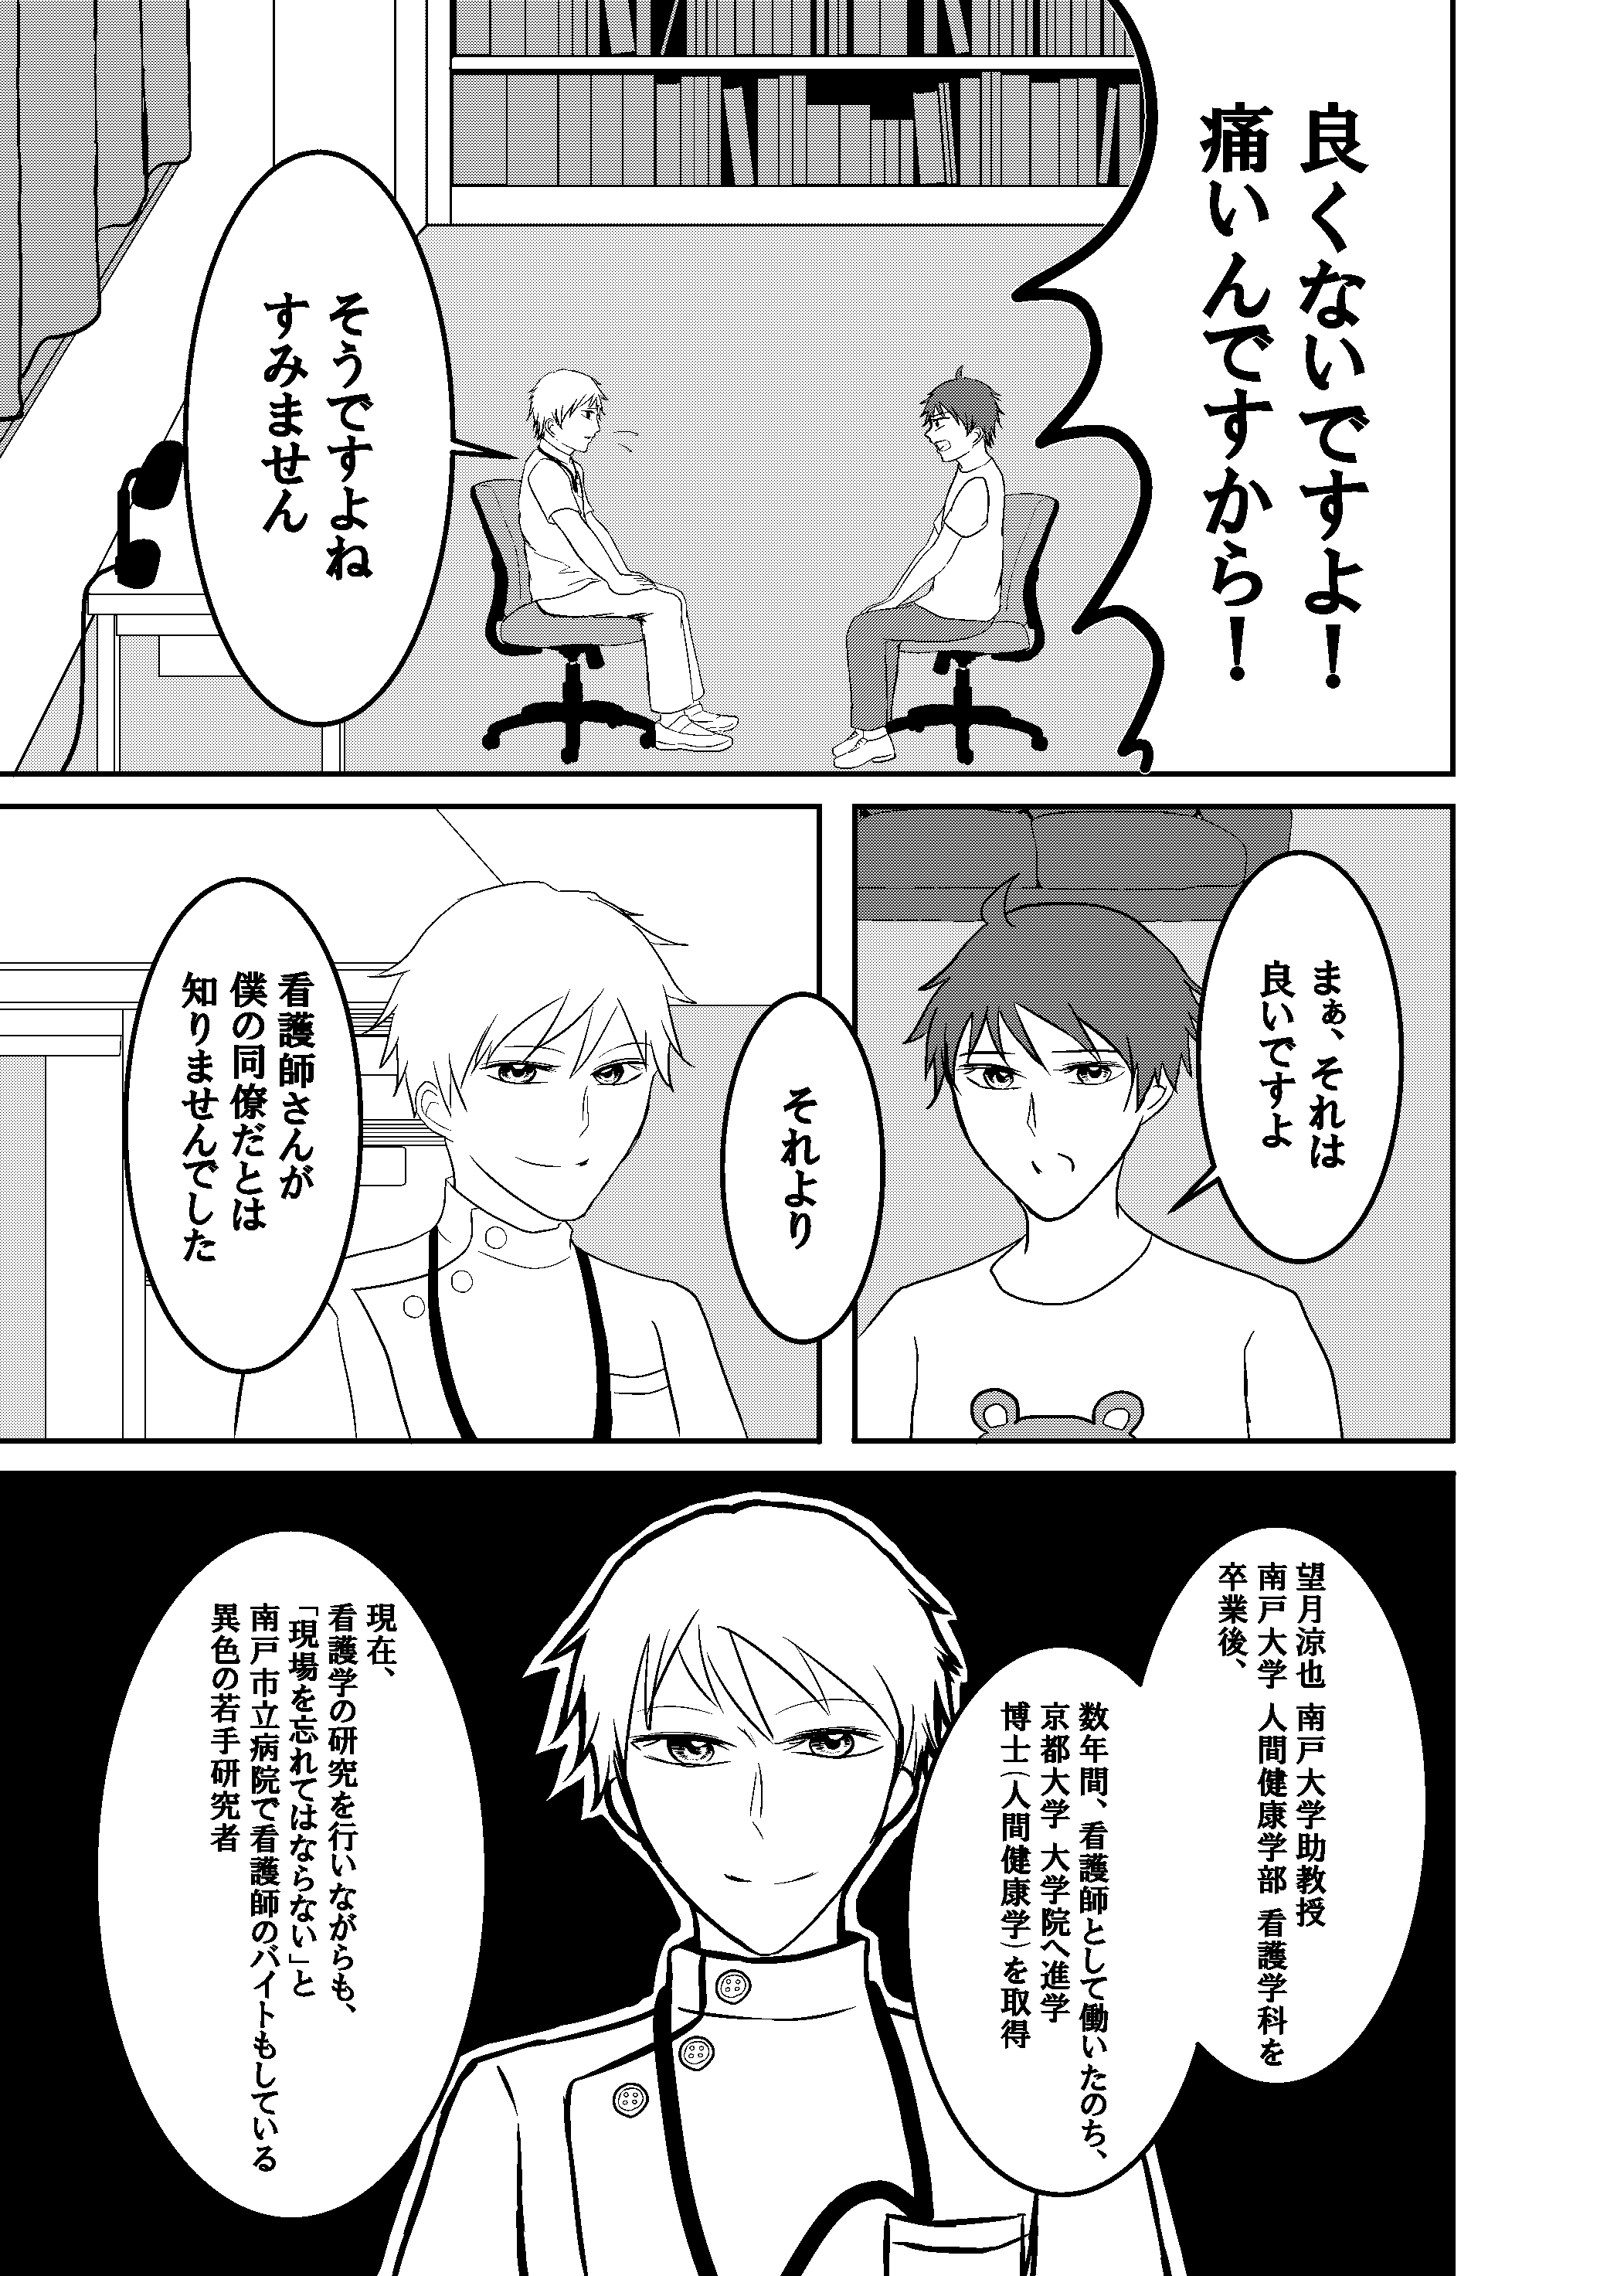 良くないですよ！
痛いんですから！
そうですよね
すみません
まぁ、それは
良いですよ
それより
看護師さんが
僕の同僚だとは
知りませんでした
望月涼也 南戸大学助教授
南戸大学 人間健康学部 看護学科を
卒業後、
数年間、看護師として働いたのち、
京都大学 大学院へ進学
博士（人間健康学）を取得
現在、
看護学の研究を行いながらも、
「現場を忘れてはならない」と
南戸市立病院で看護師のバイトもしている
異色の若手研究者